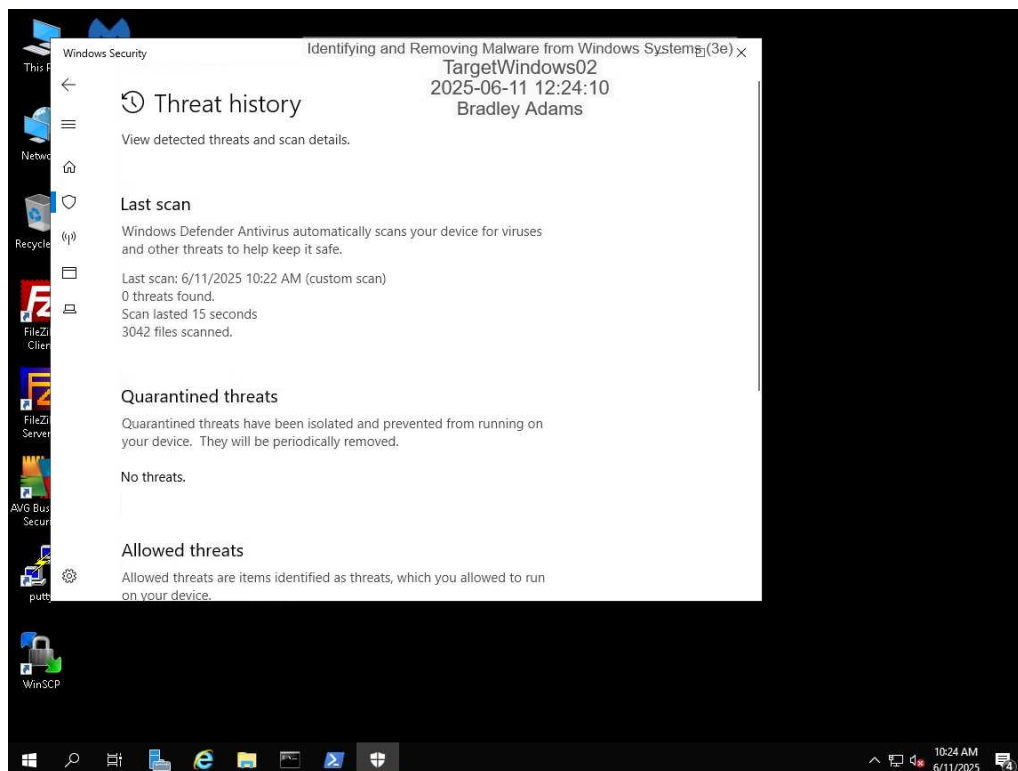 This P
Windows Security
Identifying and Removing Malware from Windows Systems (3e)
TargetWindows02
2025-06-11 12:24:10
Bradley Adams
Threat history
View detected threats and scan details.
Netwo
Last scan
Windows Defender Antivirus automatically scans your device for viruses
and other threats to help keep it safe.
Recycle
Last scan: 6/11/2025 10:22 AM (custom scan)
0 threats found.
Scan lasted 15 seconds
3042 files scanned.
FileZi
Clien
Quarantined threats
Quarantined threats have been isolated and prevented from running on
your device. They will be periodically removed.
FileZi
Server
No threats.
AVG Bus
Secur
Allowed threats
Allowed threats are items identified as threats, which you allowed to run
on your device.
putt
WinSCP
10:24 AM
6/11/2025
4